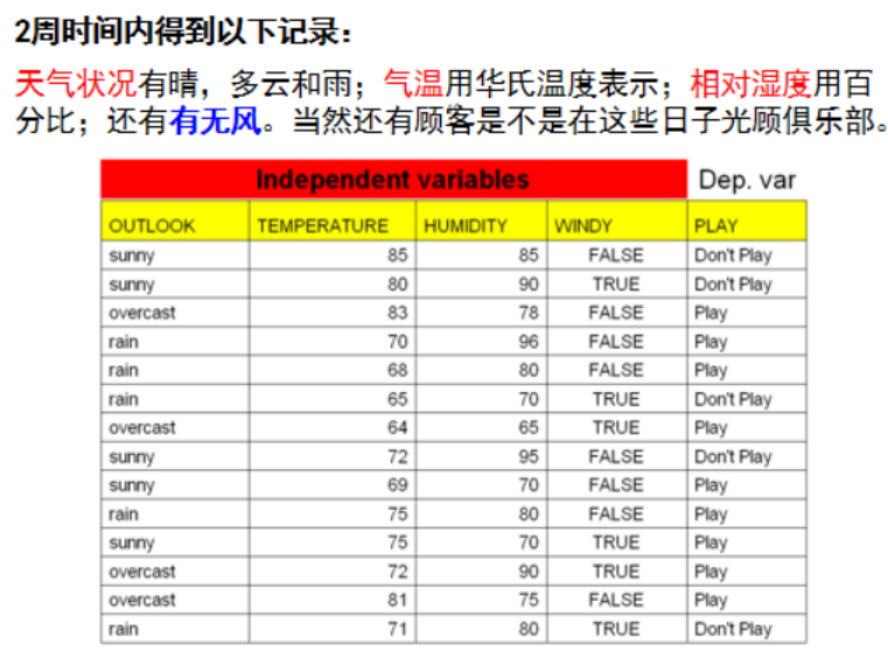 2周时间内得到以下记录：
天气状况有晴，多云和雨；气温用华氏温度表示；相对湿度用百
分比；还有有无风。当然还有顾客是不是在这些日子光顾俱乐部。
Independent variables Dep. var
OUTLOOK TEMPERATURE HUMIDITY WINDY PLAY
sunny 85 85 FALSE Don't Play
sunny 80 90 TRUE Don't Play
overcast 83 78 FALSE Play
rain 70 96 FALSE Play
rain 68 80 FALSE Play
rain 65 70 TRUE Don't Play
overcast 64 65 TRUE Play
sunny 72 95 FALSE Don't Play
sunny 69 70 FALSE Play
rain 75 80 FALSE Play
sunny 75 70 TRUE Play
overcast 72 90 TRUE Play
overcast 81 75 FALSE Play
rain 71 80 TRUE Don't Play